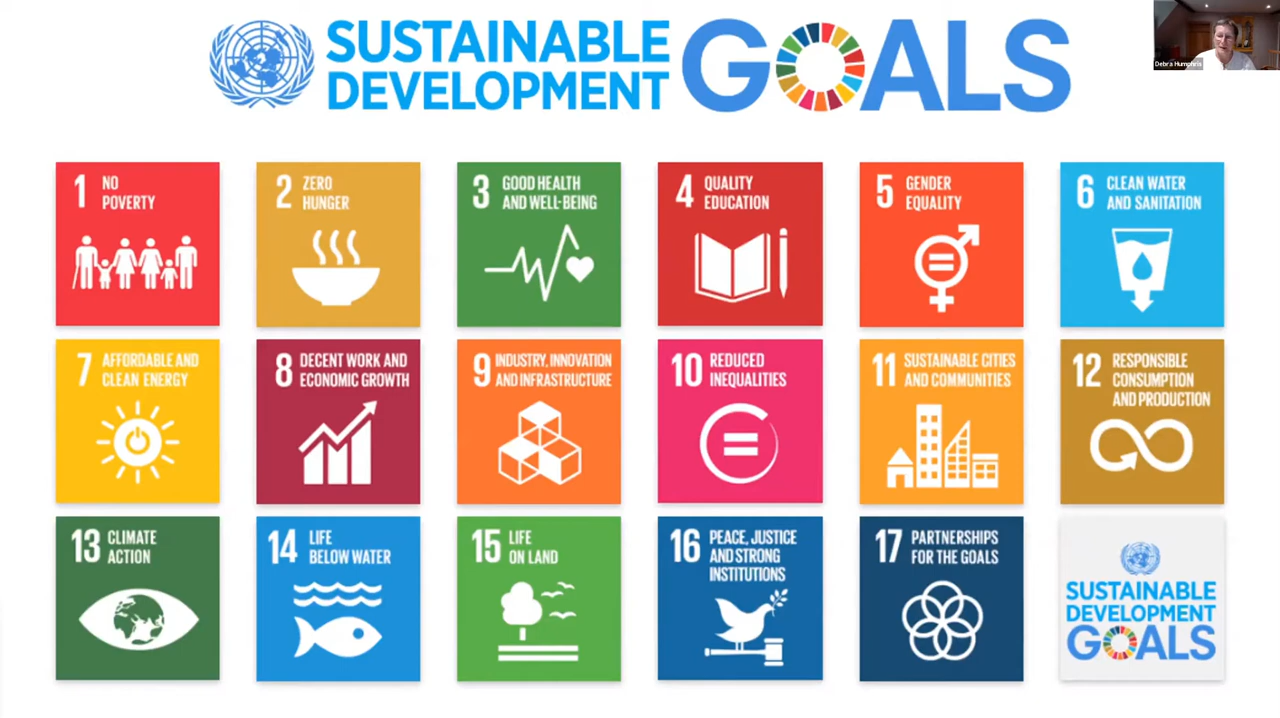 SUSTAINABLE
DEVELOPMENT
GOALS
Debra Humphris
1 NO
POVERTY
2 ZERO
HUNGER
3 GOOD HEALTH
AND WELL-BEING
4 QUALITY
EDUCATION
5 GENDER
EQUALITY
6 CLEAN WATER
AND SANITATION
7 AFFORDABLE AND
CLEAN ENERGY
8 DECENT WORK AND
ECONOMIC GROWTH
9 INDUSTRY, INNOVATION
AND INFRASTRUCTURE
10 REDUCED
INEQUALITIES
11 SUSTAINABLE CITIES
AND COMMUNITIES
12 RESPONSIBLE
CONSUMPTION
AND PRODUCTION
13 CLIMATE
ACTION
14 LIFE
BELOW WATER
15 LIFE
ON LAND
16 PEACE, JUSTICE
AND STRONG
INSTITUTIONS
17 PARTNERSHIPS
FOR THE GOALS
SUSTAINABLE
DEVELOPMENT
GOALS